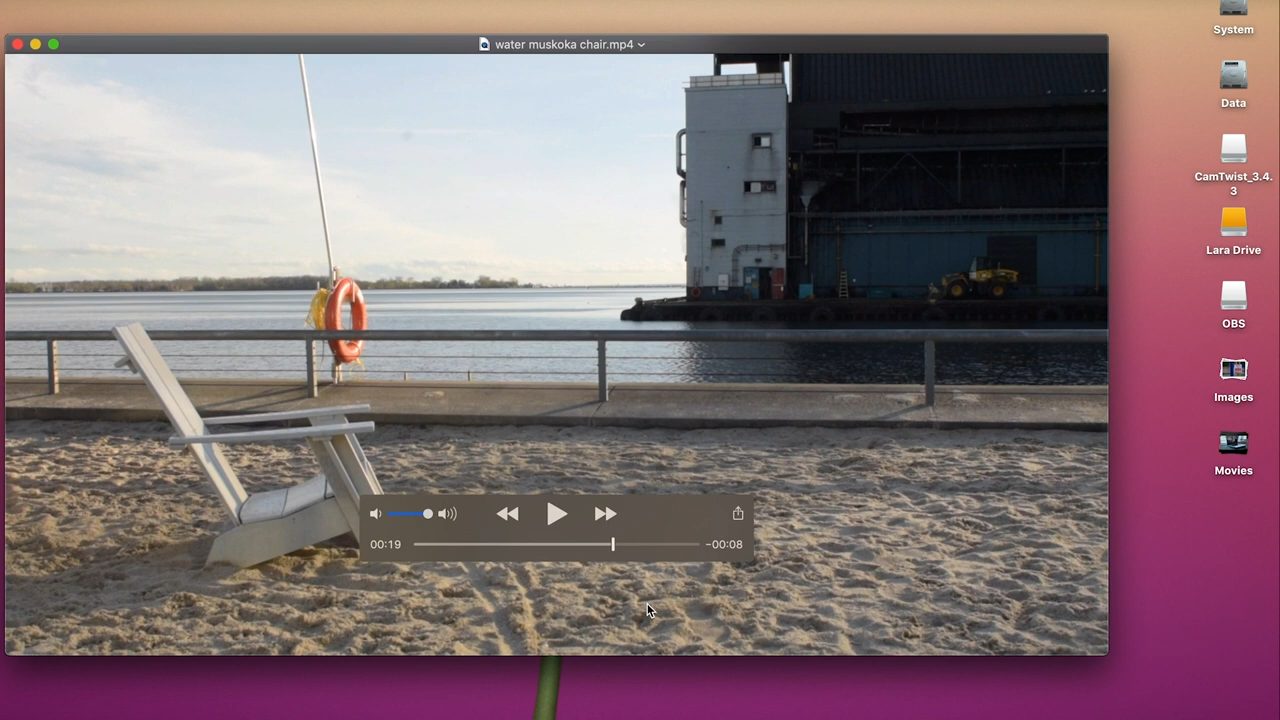 water muskoka chair.mp4
00:19
-00:08
System
Data
CamTwist_3.4.
3
Lara Drive
OBS
Images
Movies